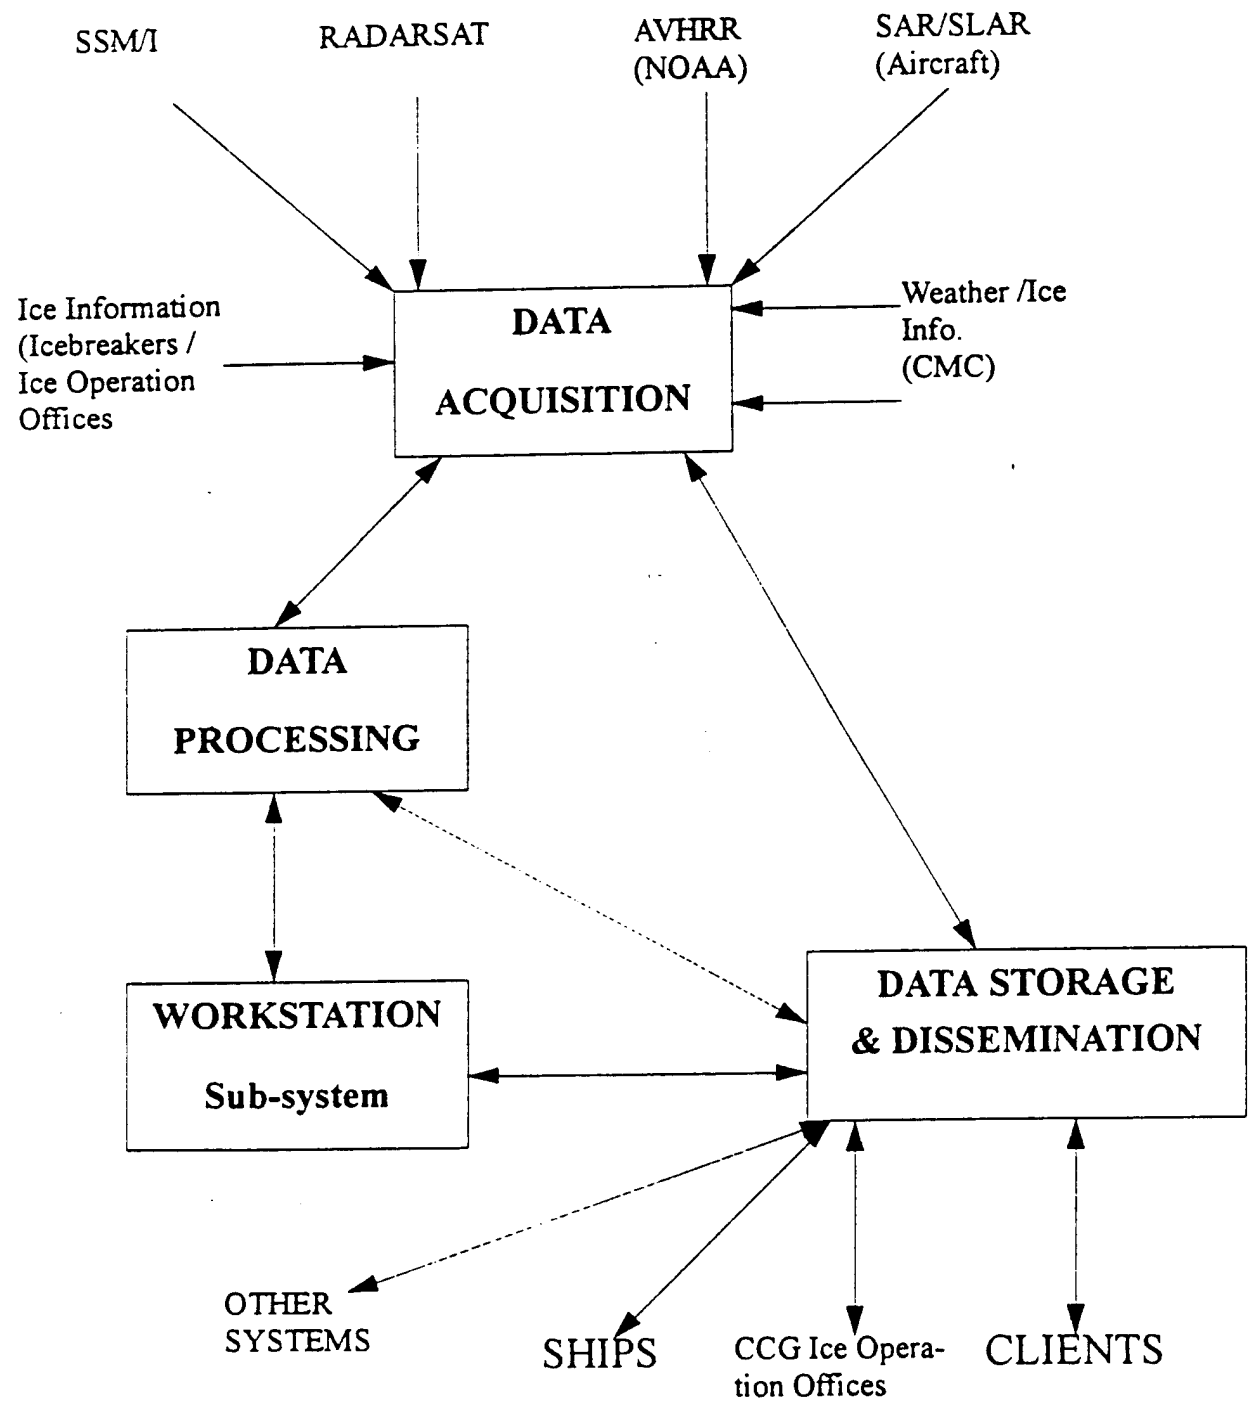 SSM/I
RADARSAT
AVHRR
(NOAA)
SAR/SLAR
(Aircraft)
Ice Information
(Icebreakers /
Ice Operation
Offices
DATA
ACQUISITION
Weather /Ice
Info.
(CMC)
DATA
PROCESSING
WORKSTATION
Sub-system
DATA STORAGE
& DISSEMINATION
OTHER
SYSTEMS
SHIPS
CCG Ice Opera-
tion Offices
CLIENTS